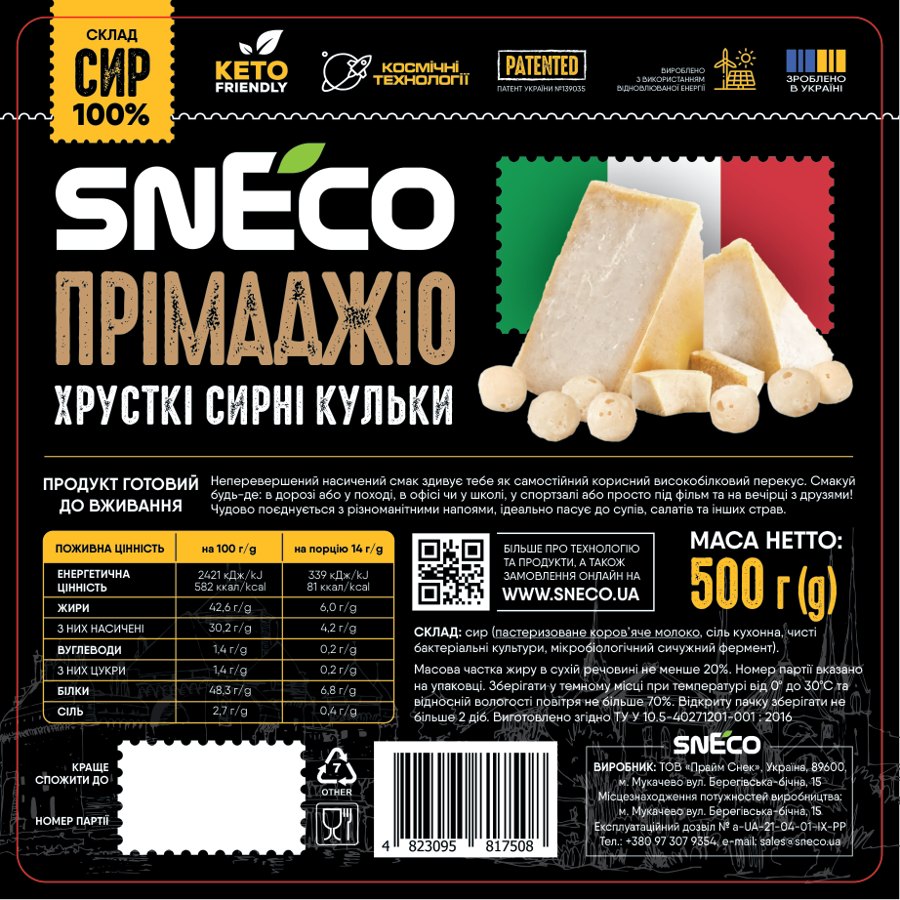 СКЛАД
СИР
100%
KETO
FRIENDLY
КОСМІЧНІ
ТЕХНОЛОГІЇ
PATENTED
ПАТЕНТ УКРАЇНИ №139035
ВИРОБЛЕНО
З ВИКОРИСТАННЯМ
ВІДНОВЛЮВАНОЇ ЕНЕРГІЇ
ЗРОБЛЕНО
В УКРАЇНІ
SNECO
ПРІМАДЖІО
ХРУСТКІ СИРНІ КУЛЬКИ
ПРОДУКТ ГОТОВИЙ
ДО ВЖИВАННЯ
Неперевершений насичений смак здивує тебе як самостійний корисний високобілковий перекус. Смакуй
будь-де: в дорозі або у поході, в офісі чи у школі, у спортзалі або просто під фільм та на вечірці з друзями!
Чудово поєднується з різноманітними напоями, ідеально пасує до супів, салатів та інших страв.
ПОЖИВНА ЦІННІСТЬ на 100 г/g на порцію 14 г/g
ЕНЕРГЕТИЧНА ЦІННІСТЬ 2421 кДж/kJ 582 ккал/kcal 339 кДж/kJ 81 ккал/kcal
ЖИРИ 42,6 г/g 6,0 г/g
З НИХ НАСИЧЕНІ 30,2 г/g 4,2 г/g
ВУГЛЕВОДИ 1,4 г/g 0,2 г/g
З НИХ ЦУКРИ 1,4 г/g 0,2 г/g
БІЛКИ 48,3 г/g 6,8 г/g
СІЛЬ 2,7 г/g 0,4 г/g
БІЛЬШЕ ПРО ТЕХНОЛОГІЮ
ТА ПРОДУКТИ, А ТАКОЖ
ЗАМОВЛЕННЯ ОНЛАЙН НА
WWW.SNECO.UA
МАСА НЕТТО:
500 г (g)
СКЛАД: сир (пастеризоване коров'яче молоко, сіль кухонна, чисті
бактеріальні культури, мікробіологічний сичужний фермент).
Масова частка жиру в сухій речовині не менше 20%. Номер партії вказано
на упаковці. Зберігати у темному місці при температурі від 0° до 30°С та
відносній вологості повітря не більше 70%. Відкриту пачку зберігати не
більше 2 діб. Виготовлено згідно ТУ У 10.5-40271201-001 : 2016
КРАЩЕ
СПОЖИТИ ДО
НОМЕР ПАРТІЇ
7
OTHER
4 823095 817508
SNECO
ВИРОБНИК: ТОВ «Прайм Снек», Україна, 89600,
м. Мукачево вул. Берегівська-бічна, 15
Місцезнаходження потужностей виробництва:
м. Мукачево вул. Берегівська-бічна, 15
Експлуатаційний дозвіл № a-UA-21-04-01-IX-PP
Тел.: +380 97 307 9354, e-mail: sales@sneco.ua